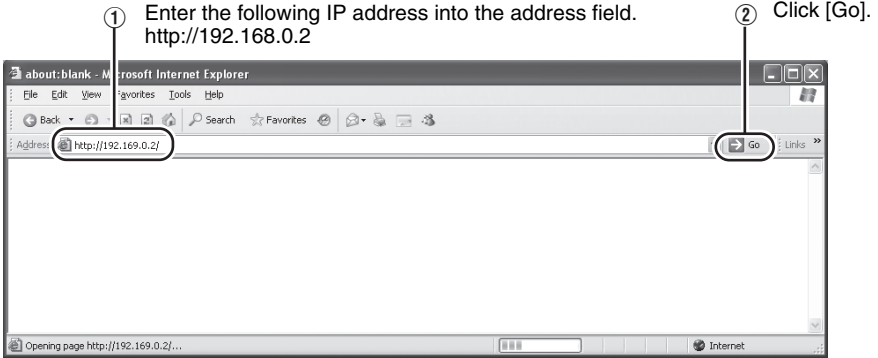 ① Enter the following IP address into the address field.
http://192.168.0.2
② Click [Go].
about:blank - Microsoft Internet Explorer
File Edit View Favorites Tools Help
Back Search Favorites
Address http://192.169.0.2/ Go Links »
Opening page http://192.169.0.2/... Internet